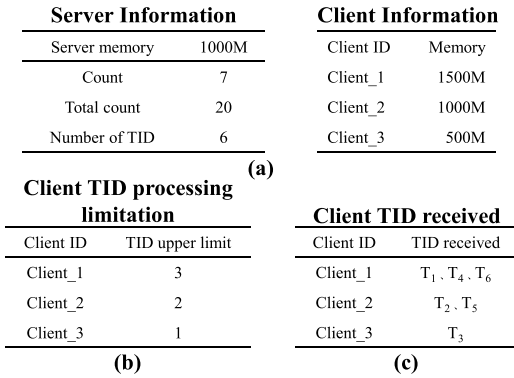 Server Information
Server memory 1000M
Count 7
Total count 20
Number of TID 6
Client Information
Client ID Memory
Client_1 1500M
Client_2 1000M
Client_3 500M
(a)
Client TID processing
limitation
Client ID TID upper limit
Client_1 3
Client_2 2
Client_3 1
(b)
Client TID received
Client ID TID received
Client_1 T1、T4、T6
Client_2 T2、T5
Client_3 T3
(c)